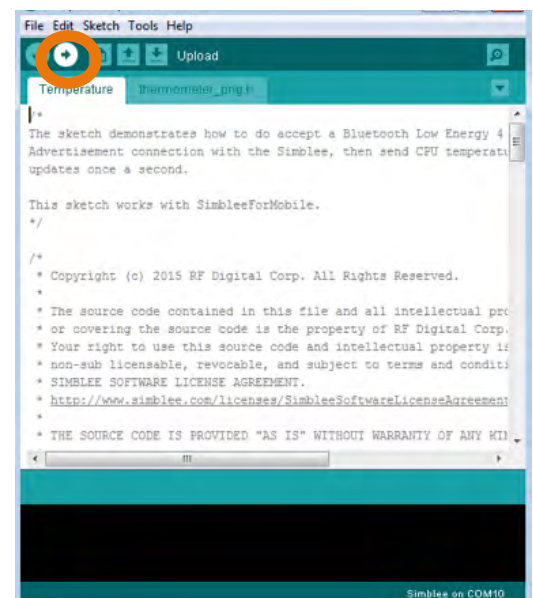 File Edit Sketch Tools Help
Upload
Temperature thermometer_png.h
/*
The sketch demonstrates how to do accept a Bluetooth Low Energy 4
Advertisement connection with the Simblee, then send CPU temperatu
updates once a second.
This sketch works with SimbleeForMobile.
*/
/*
* Copyright (c) 2015 RF Digital Corp. All Rights Reserved.
*
* The source code contained in this file and all intellectual pro
* or covering the source code is the property of RF Digital Corp.
* Your right to use this source code and intellectual property is
* non-sub licensable, revocable, and subject to terms and conditi
* SIMBLEE SOFTWARE LICENSE AGREEMENT.
* http://www.simblee.com/licenses/SimbleeSoftwareLicenseAgreement
*
* THE SOURCE CODE IS PROVIDED "AS IS" WITHOUT WARRANTY OF ANY KIN
Simblee on COM10